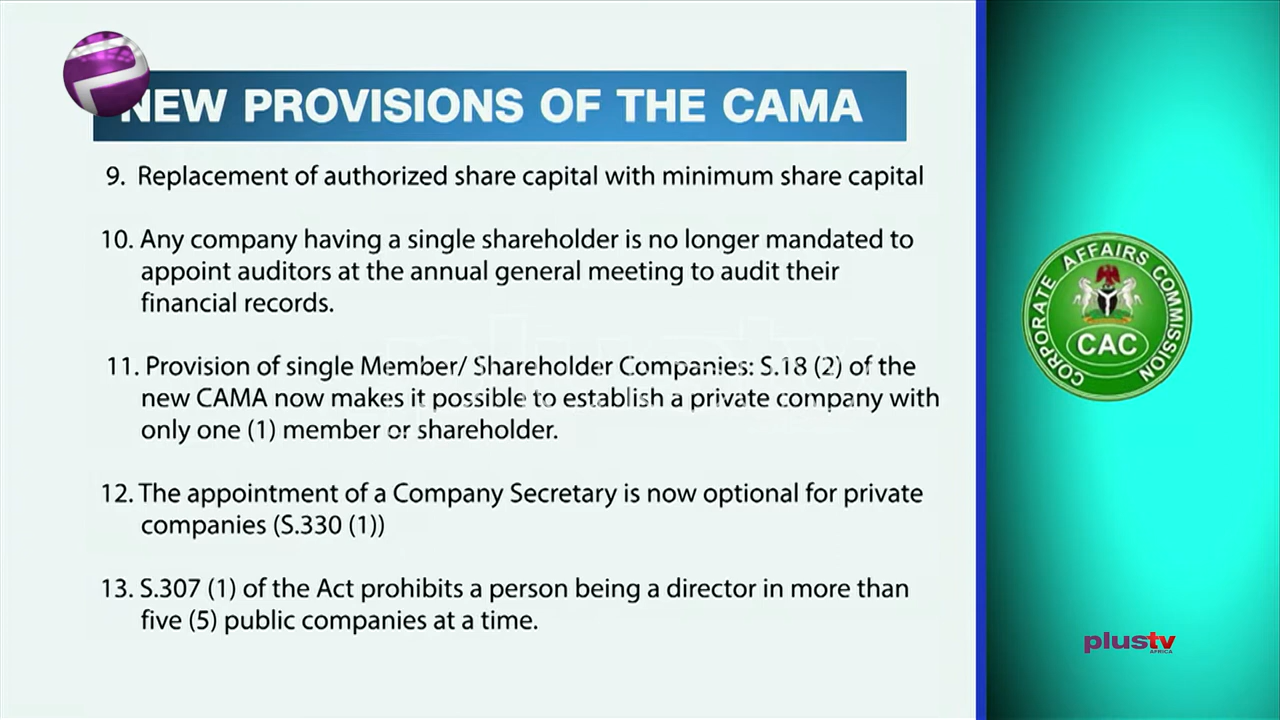 NEW PROVISIONS OF THE CAMA
9. Replacement of authorized share capital with minimum share capital
10. Any company having a single shareholder is no longer mandated to
appoint auditors at the annual general meeting to audit their
financial records.
11. Provision of single Member/ Shareholder Companies: S.18 (2) of the
new CAMA now makes it possible to establish a private company with
only one (1) member or shareholder.
12. The appointment of a Company Secretary is now optional for private
companies (S.330 (1))
13. S.307 (1) of the Act prohibits a person being a director in more than
five (5) public companies at a time.
CORPORATE AFFAIRS COMMISSION
CAC
CORPORATION
plustv
AFRICA